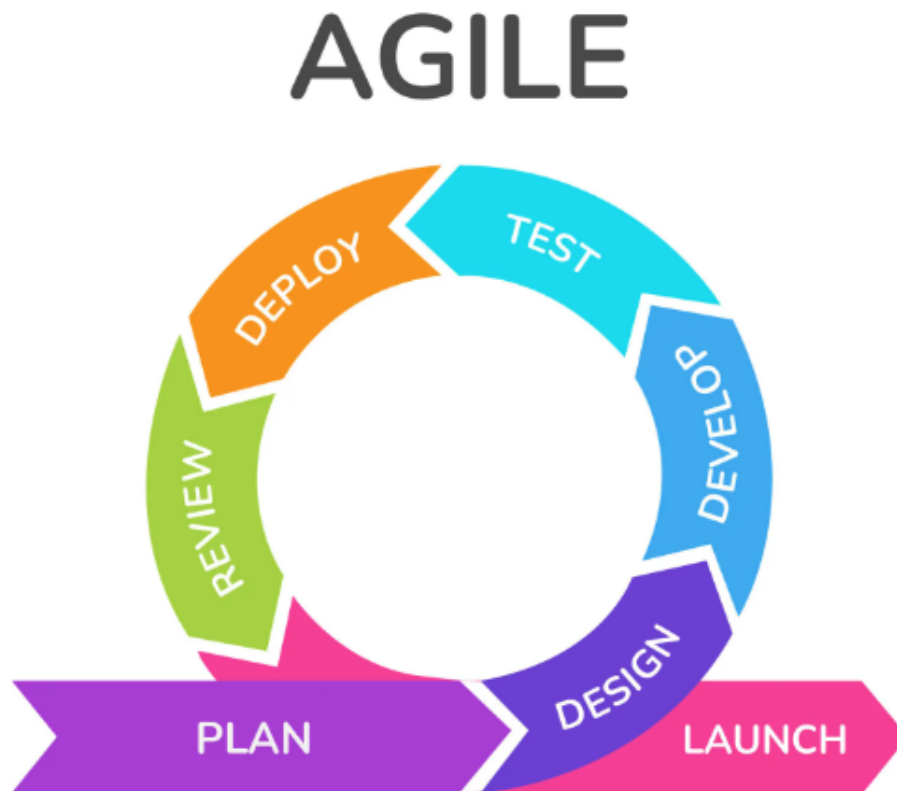 AGILE
PLAN
DESIGN
DEVELOP
TEST
DEPLOY
REVIEW
LAUNCH